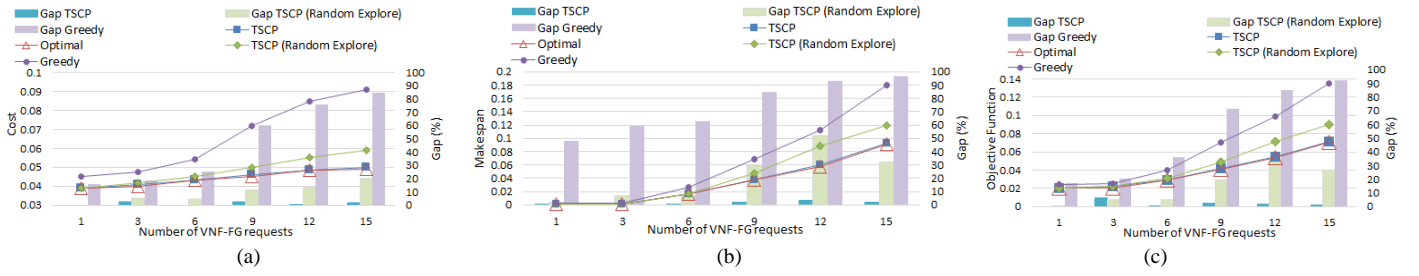 Gap TSCP
Gap TSCP (Random Explore)
Gap Greedy
TSCP
Optimal
TSCP (Random Explore)
Greedy
0.1
0.09
0.08
0.07
0.06
0.05
0.04
0.03
Cost
100
90
80
70
60
50
40
30
20
10
0
Gap (%)
1 3 6 9 12 15
Number of VNF-FG requests
(a)
Gap TSCP
Gap TSCP (Random Explore)
Gap Greedy
Optimal
TSCP
Greedy
TSCP (Random Explore)
0.2
0.18
0.16
0.14
0.12
0.1
0.08
0.06
0.04
0.02
0
Makespan
100
90
80
70
60
50
40
30
20
10
0
Gap (%)
1 3 6 9 12 15
Number of VNF-FG requests
(b)
Gap TSCP
Gap TSCP (Random Explore)
Gap Greedy
TSCP
Optimal
TSCP (Random Explore)
Greedy
0.14
0.12
0.1
0.08
0.06
0.04
0.02
0
Objective Function
100
90
80
70
60
50
40
30
20
10
0
Gap (%)
1 3 6 9 12 15
Number of VNF-FG requests
(c)